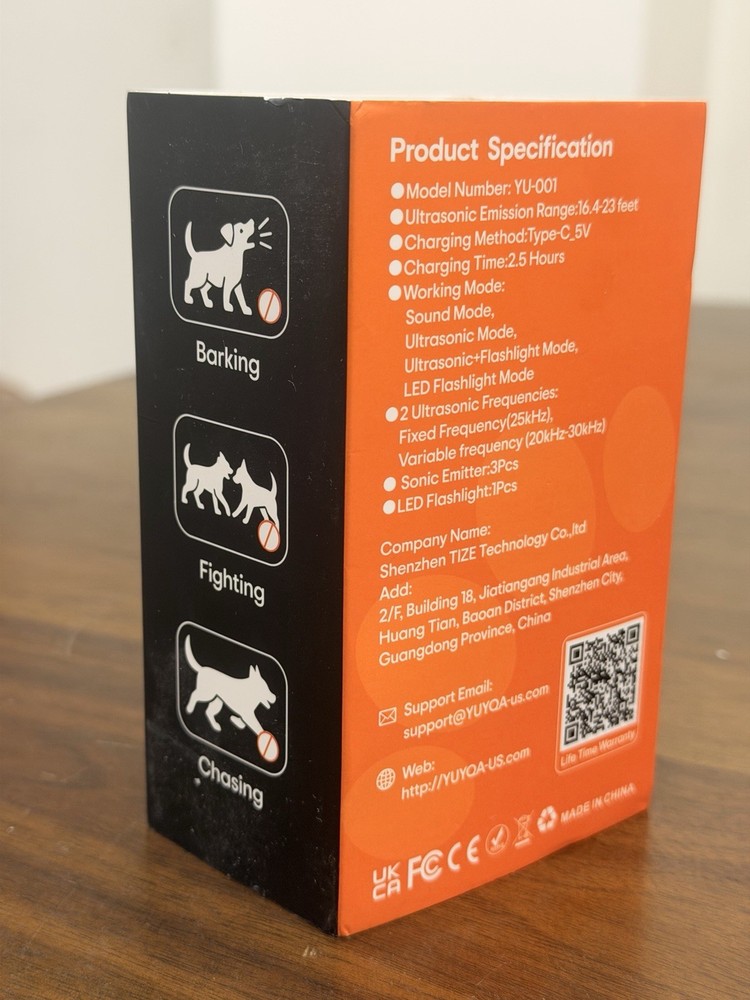 Barking
Fighting
Chasing
Product Specification
●Model Number: YU-001
●Ultrasonic Emission Range:16.4-23 feet
●Charging Method:Type-C_5V
●Charging Time:2.5 Hours
●Working Mode:
Sound Mode,
Ultrasonic Mode,
Ultrasonic+Flashlight Mode,
LED Flashlight Mode
●2 Ultrasonic Frequencies:
Fixed Frequency(25kHz),
Variable frequency (20kHz-30kHz)
● Sonic Emitter:3Pcs
●LED Flashlight:1Pcs
Company Name:
Shenzhen TIZE Technology Co.,ltd
Add:
2/F, Building 18, Jiatiangang Industrial Area,
Huang Tian, Baoan District, Shenzhen City,
Guangdong Province, China
Support Email:
support@YUYQA-us.com
Web:
http://YUYQA-US.com
Life Time Warranty
UK
CA FC CE MADE IN CHINA